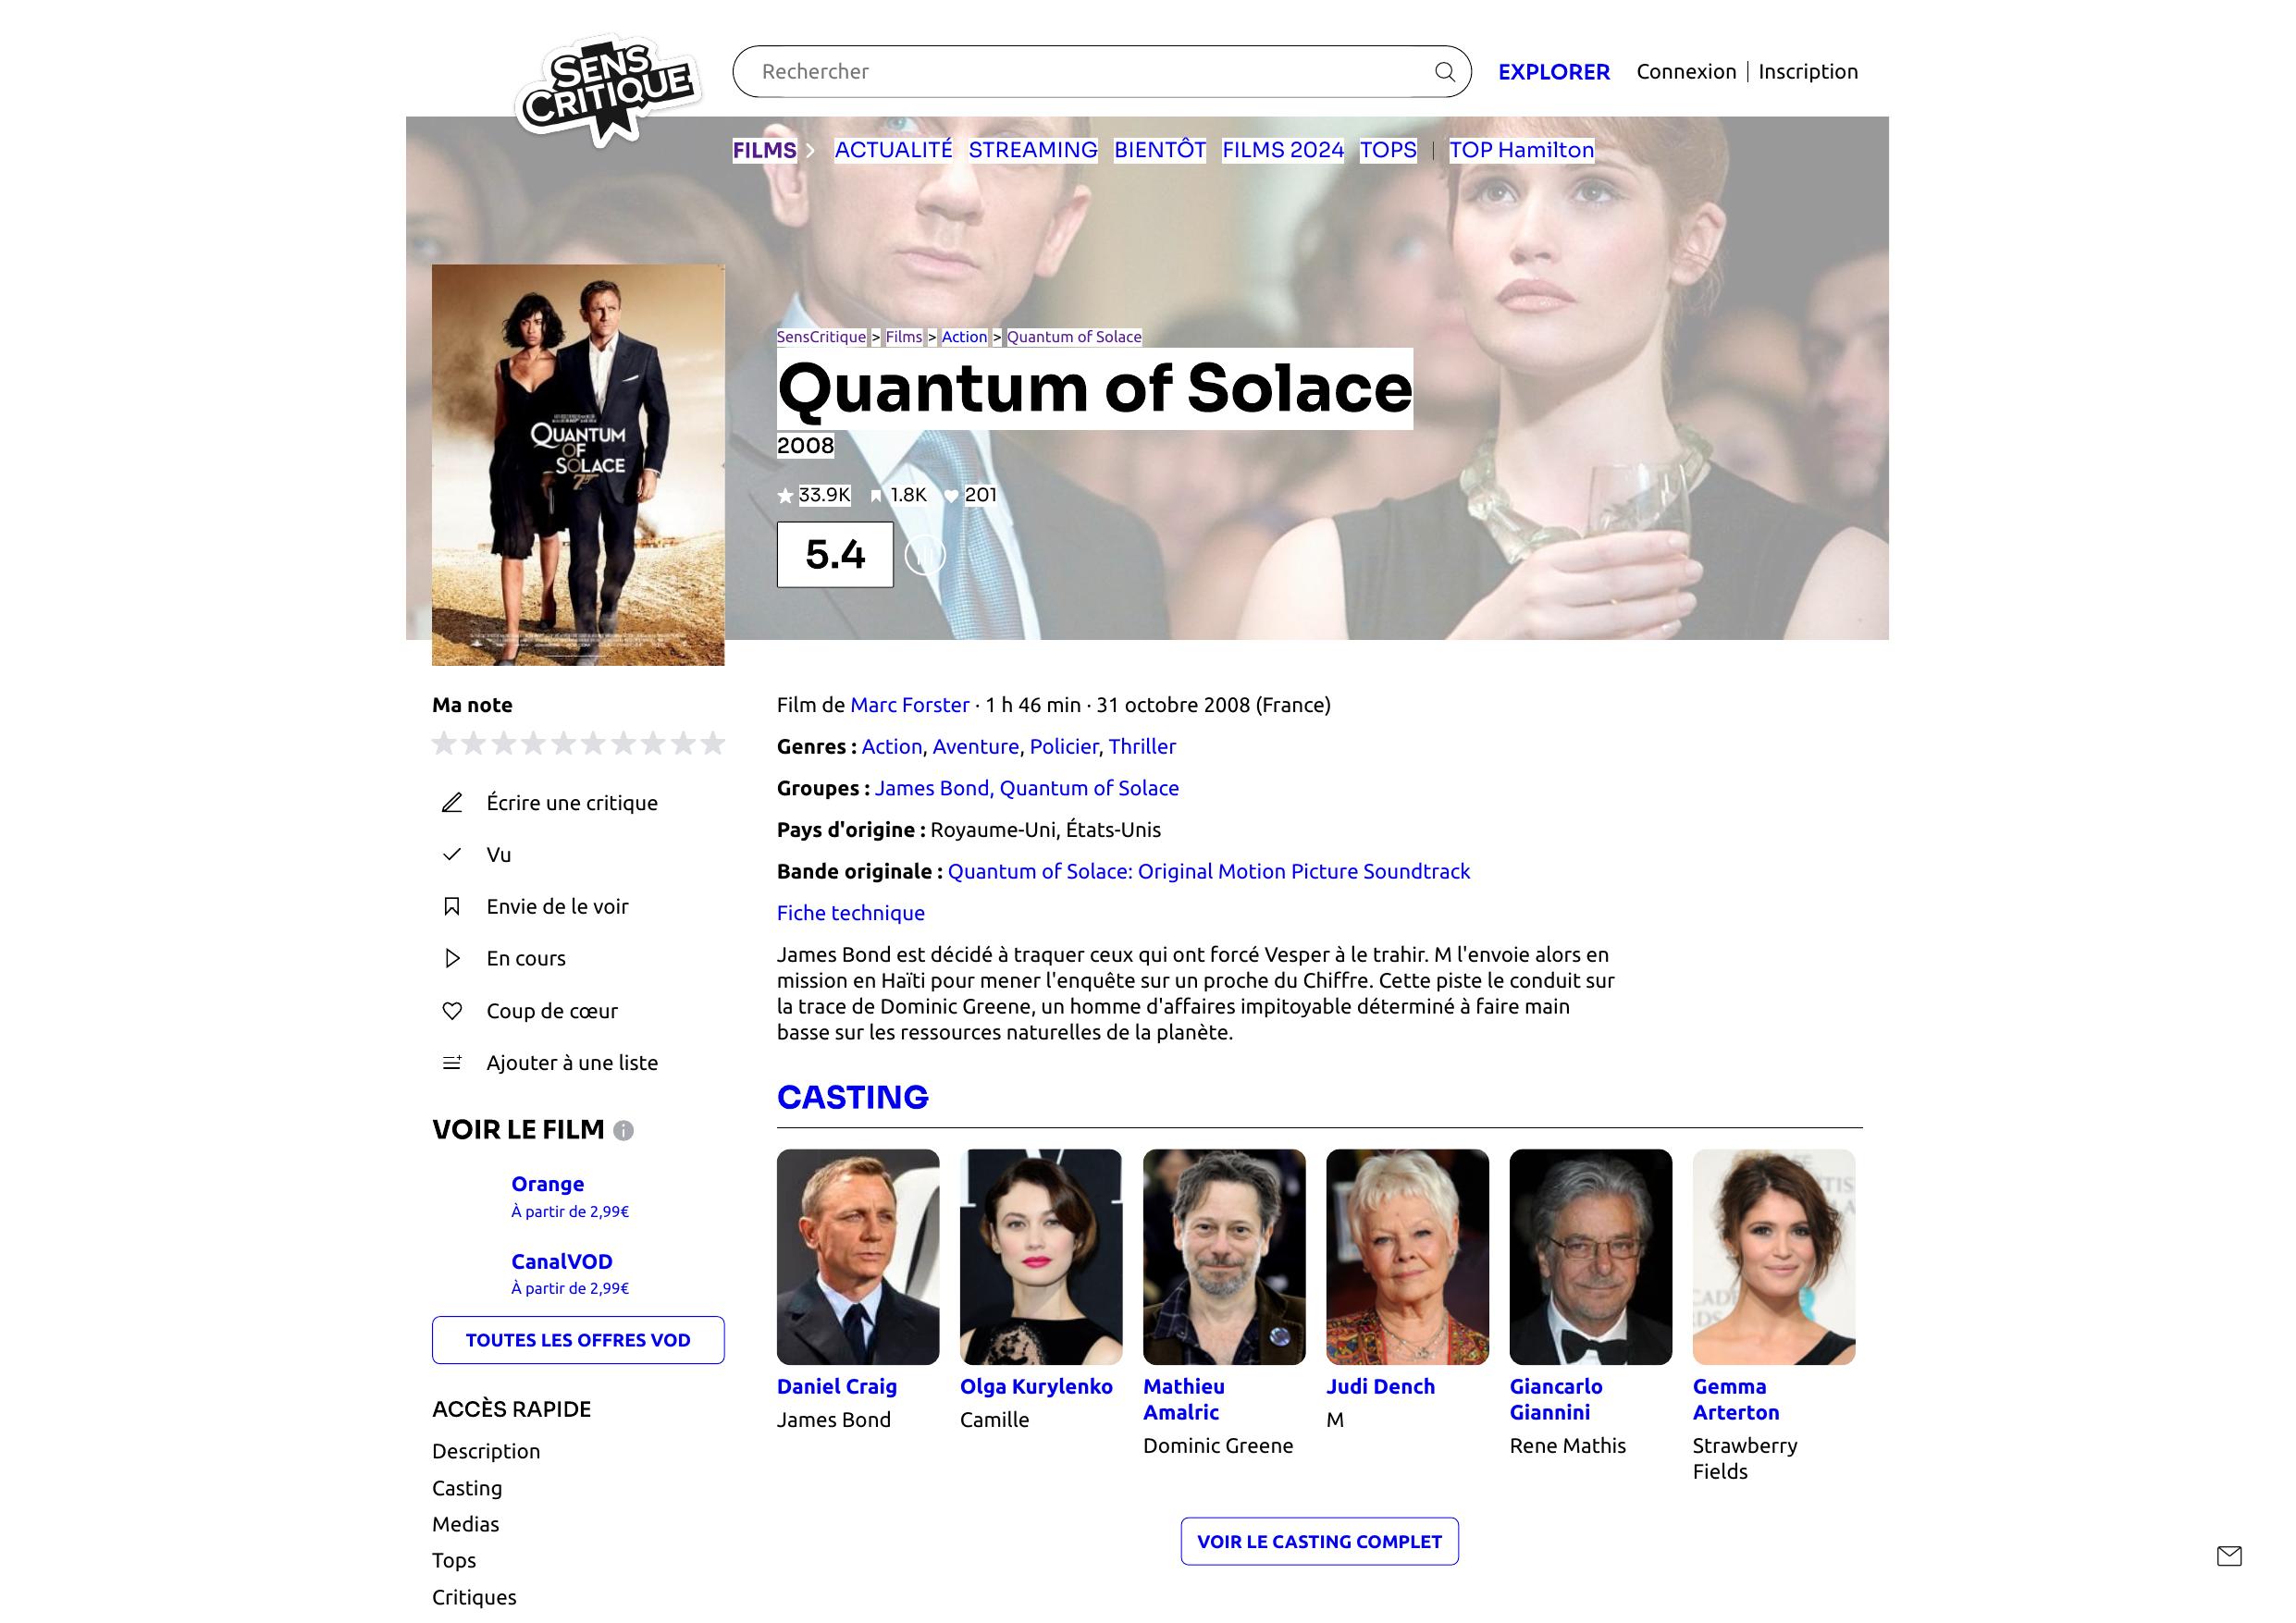 SENS
CRITIQUE
Rechercher
EXPLORER
Connexion | Inscription
FILMS
ACTUALITÉ
STREAMING
BIENTÔT
FILMS 2024
TOPS
|
TOP Hamilton
SensCritique > Films > Action > Quantum of Solace
Quantum of Solace
2008
33.9K
1.8K
201
5.4
QUANTUM
OF
SOLACE
Ma note
Écrire une critique
Vu
Envie de le voir
En cours
Coup de cœur
Ajouter à une liste
VOIR LE FILM
Orange
À partir de 2,99€
CanalVOD
À partir de 2,99€
TOUTES LES OFFRES VOD
ACCÈS RAPIDE
Description
Casting
Medias
Tops
Critiques
Film de Marc Forster · 1 h 46 min · 31 octobre 2008 (France)
Genres : Action, Aventure, Policier, Thriller
Groupes : James Bond, Quantum of Solace
Pays d'origine : Royaume-Uni, États-Unis
Bande originale : Quantum of Solace: Original Motion Picture Soundtrack
Fiche technique
James Bond est décidé à traquer ceux qui ont forcé Vesper à le trahir. M l'envoie alors en
mission en Haïti pour mener l'enquête sur un proche du Chiffre. Cette piste le conduit sur
la trace de Dominic Greene, un homme d'affaires impitoyable déterminé à faire main
basse sur les ressources naturelles de la planète.
CASTING
Daniel Craig
James Bond
Olga Kurylenko
Camille
Mathieu
Amalric
Dominic Greene
Judi Dench
M
Giancarlo
Giannini
Rene Mathis
Gemma
Arterton
Strawberry
Fields
VOIR LE CASTING COMPLET